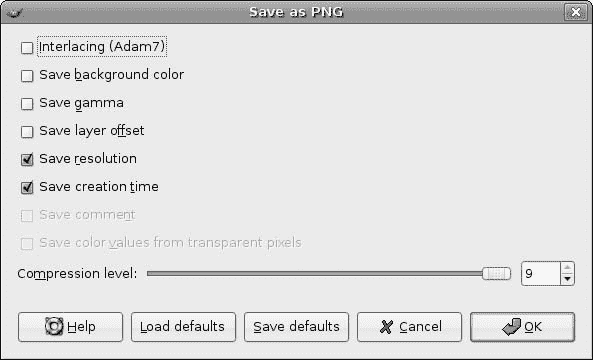 Save as PNG
Interlacing (Adam7)
Save background color
Save gamma
Save layer offset
Save resolution
Save creation time
Save comment
Save color values from transparent pixels
Compression level: 9
Help Load defaults Save defaults Cancel OK